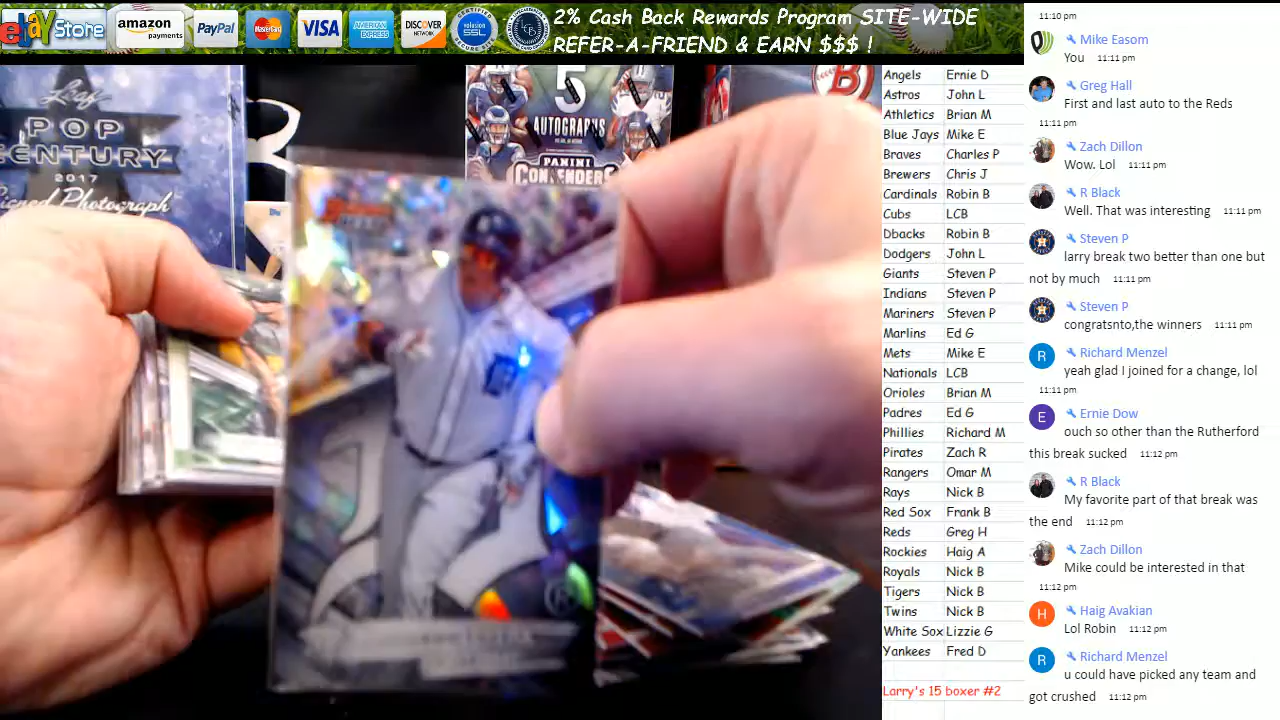 ebay Store
amazon
payments
PayPal
MasterCard
VISA
AMERICAN
EXPRESS
DISCOVER
NETWORK
volusion
SSL
LCB
2% Cash Back Rewards Program SITE-WIDE
REFER-A-FRIEND & EARN $$$ !
Leaf
POP
CENTURY
2017
Signed Photograph
5
AUTOGRAPHS
PANINI
CONTENDERS
B
Angels Ernie D
Astros John L
Athletics Brian M
Blue Jays Mike E
Braves Charles P
Brewers Chris J
Cardinals Robin B
Cubs LCB
Dbacks Robin B
Dodgers John L
Giants Steven P
Indians Steven P
Mariners Steven P
Marlins Ed G
Mets Mike E
Nationals LCB
Orioles Brian M
Padres Ed G
Phillies Richard M
Pirates Zach R
Rangers Omar M
Rays Nick B
Red Sox Frank B
Reds Greg H
Rockies Haig A
Royals Nick B
Tigers Nick B
Twins Nick B
White Sox Lizzie G
Yankees Fred D
Larry's 15 boxer #2
11:10 pm
Mike Easom
You 11:11 pm
Greg Hall
First and last auto to the Reds
11:11 pm
Zach Dillon
Wow. Lol 11:11 pm
R Black
Well. That was interesting 11:11 pm
Steven P
larry break two better than one but
not by much 11:11 pm
Steven P
congratsnto,the winners 11:11 pm
R Richard Menzel
yeah glad I joined for a change, lol
11:11 pm
E Ernie Dow
ouch so other than the Rutherford
this break sucked 11:12 pm
R Black
My favorite part of that break was
the end 11:12 pm
Zach Dillon
Mike could be interested in that
11:12 pm
H Haig Avakian
Lol Robin 11:12 pm
R Richard Menzel
u could have picked any team and
got crushed 11:12 pm